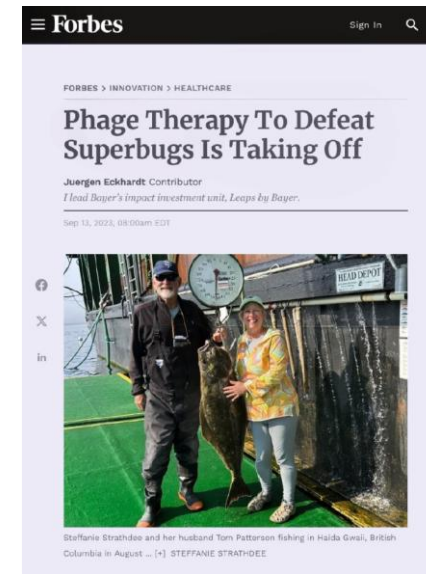 Forbes
Sign In
FORBES > INNOVATION > HEALTHCARE
Phage Therapy To Defeat
Superbugs Is Taking Off
Juergen Eckhardt Contributor
I lead Bayer's impact investment unit, Leaps by Bayer.
Sep 13, 2023, 08:00am EDT
HEAD DEPOT
Steffanie Strathdee and her husband Tom Patterson fishing in Haida Gwaii, British
Columbia in August ... [+] STEFFANIE STRATHDEE